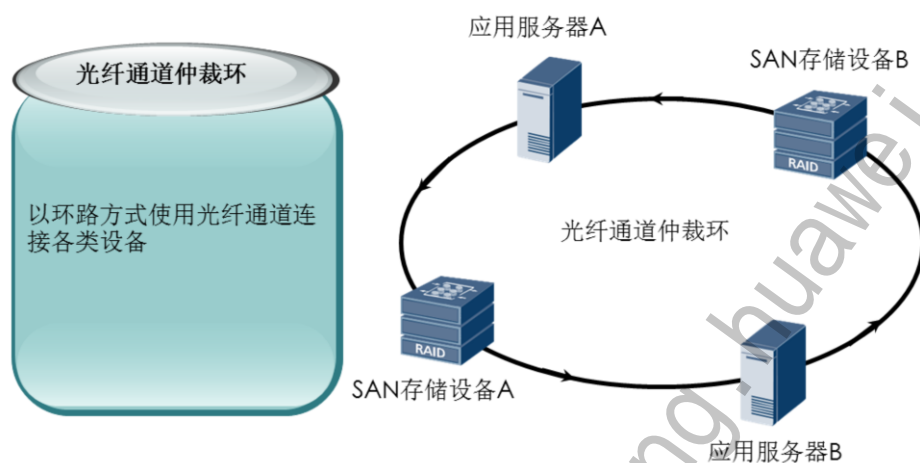 光纤通道仲裁环
以环路方式使用光纤通道连
接各类设备
应用服务器A
SAN存储设备B
RAID
光纤通道仲裁环
RAID
SAN存储设备A
应用服务器B
ng.huawei